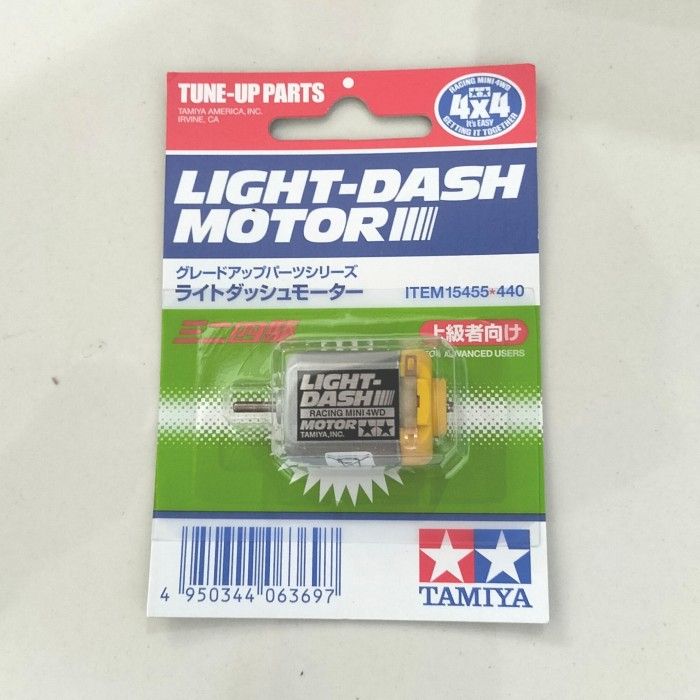 TUNE-UP PARTS
TAMIYA AMERICA, INC.
IRVINE, CA
RACING MINI 4WD
4x4
It's EASY
GETTING IT TOGETHER
LIGHT-DASH
MOTOR
グレードアップパーツシリーズ
ライトダッシュモーター
ITEM 15455*440
ミニ四駆
上級者向け
FOR ADVANCED USERS
LIGHT-
DASH
RACING MINI 4WD
MOTOR
TAMIYA, INC.
4 950344 063697
TAMIYA